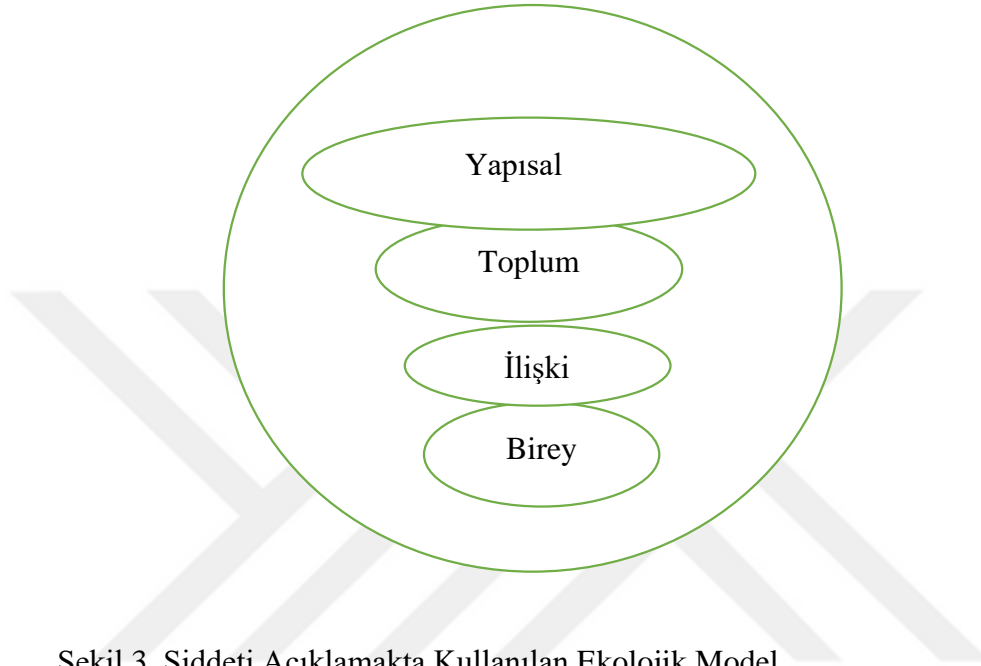 Yapısal
Toplum
İlişki
Birey
Şekil 3. Şiddeti Açıklamakta Kullanılan Ekolojik Model